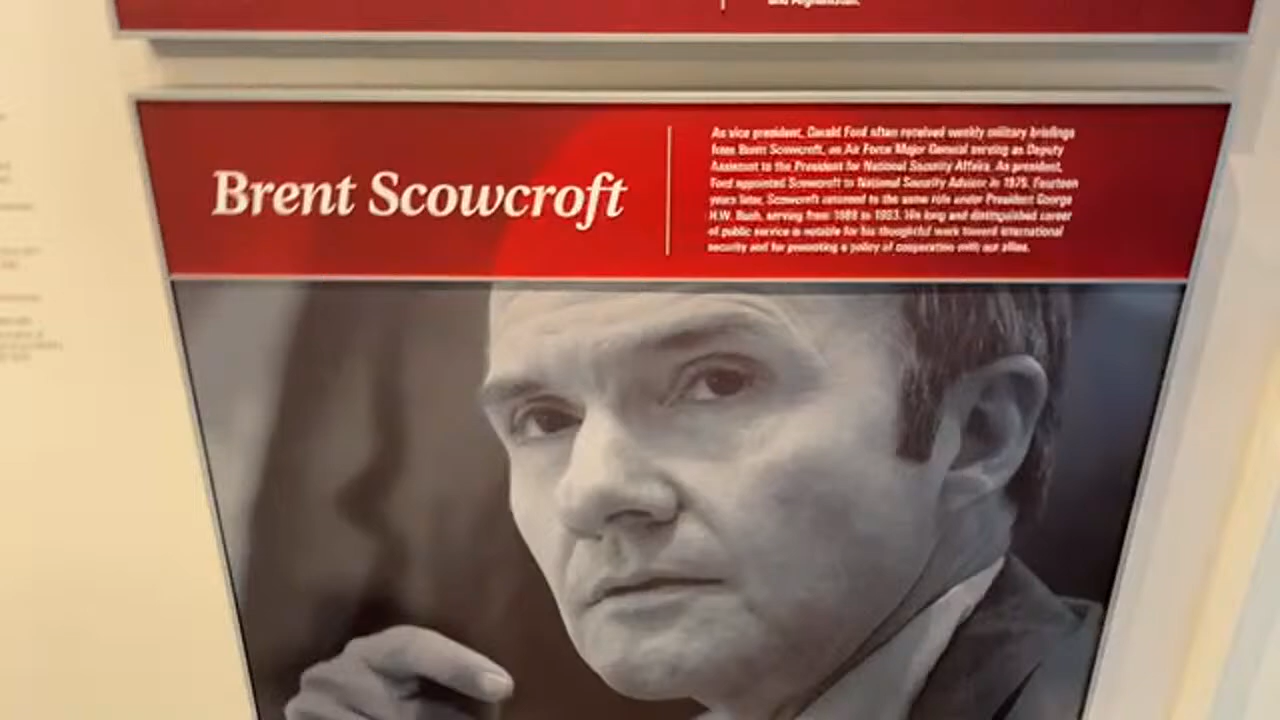 and Afghanistan.
Brent Scowcroft
As vice president, Gerald Ford often received weekly military briefings
from Brent Scowcroft, an Air Force Major General serving as Deputy
Assistant to the President for National Security Affairs. As president,
Ford appointed Scowcroft to National Security Advisor in 1975. Fourteen
years later, Scowcroft returned to the same role under President George
H.W. Bush, serving from 1989 to 1993. His long and distinguished career
of public service is notable for his thoughtful work toward international
security and for promoting a policy of cooperation with our allies.